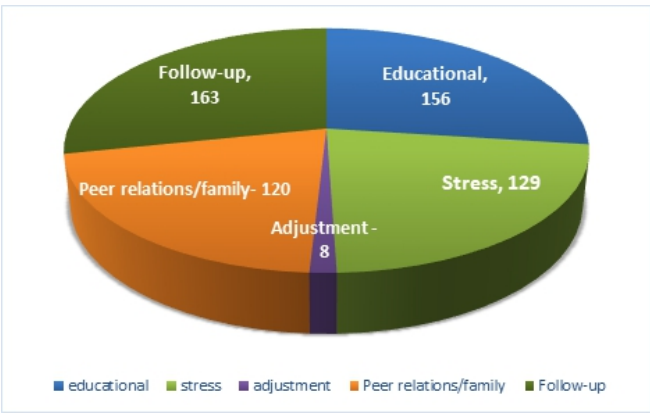 Follow-up,
163
Educational,
156
Peer relations/family- 120
Stress, 129
Adjustment -
8
educational stress adjustment Peer relations/family Follow-up